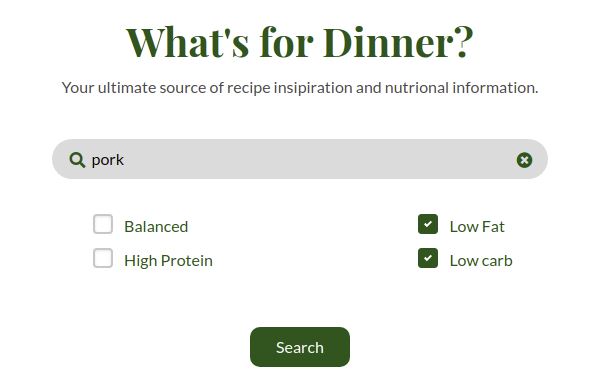 What's for Dinner?
Your ultimate source of recipe insipiration and nutrional information.
pork
Balanced
Low Fat
High Protein
Low carb
Search